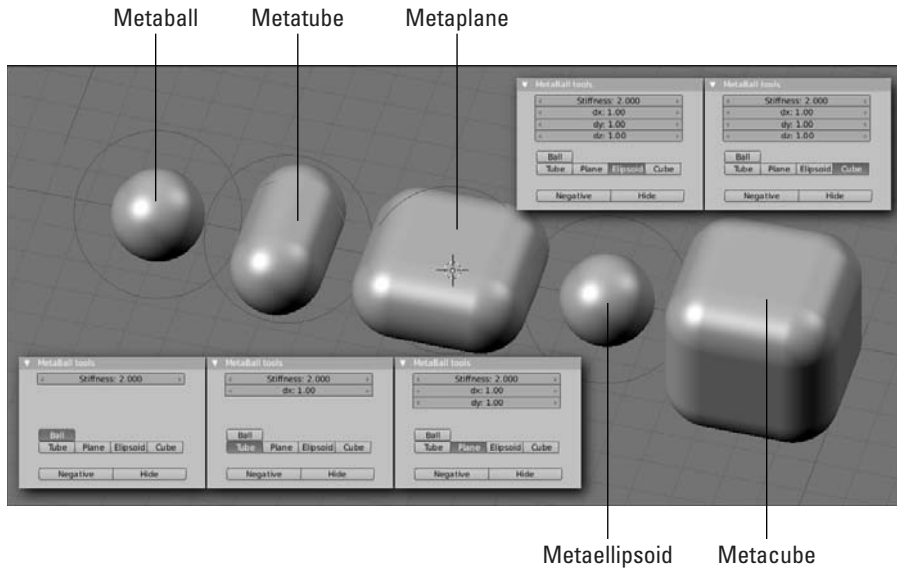 Metaball Metatube Metaplane
MetaBall tools
Stiffness: 2.000
dx: 1.00
dy: 1.00
dz: 1.00
Ball
Tube Plane Elipsoid Cube
Negative Hide
MetaBall tools
Stiffness: 2.000
dx: 1.00
dy: 1.00
dz: 1.00
Ball
Tube Plane Elipsoid Cube
Negative Hide
MetaBall tools
Stiffness: 2.000
Ball
Tube Plane Elipsoid Cube
Negative Hide
MetaBall tools
Stiffness: 2.000
dx: 1.00
Ball
Tube Plane Elipsoid Cube
Negative Hide
MetaBall tools
Stiffness: 2.000
dx: 1.00
dy: 1.00
Ball
Tube Plane Elipsoid Cube
Negative Hide
Metaellipsoid Metacube